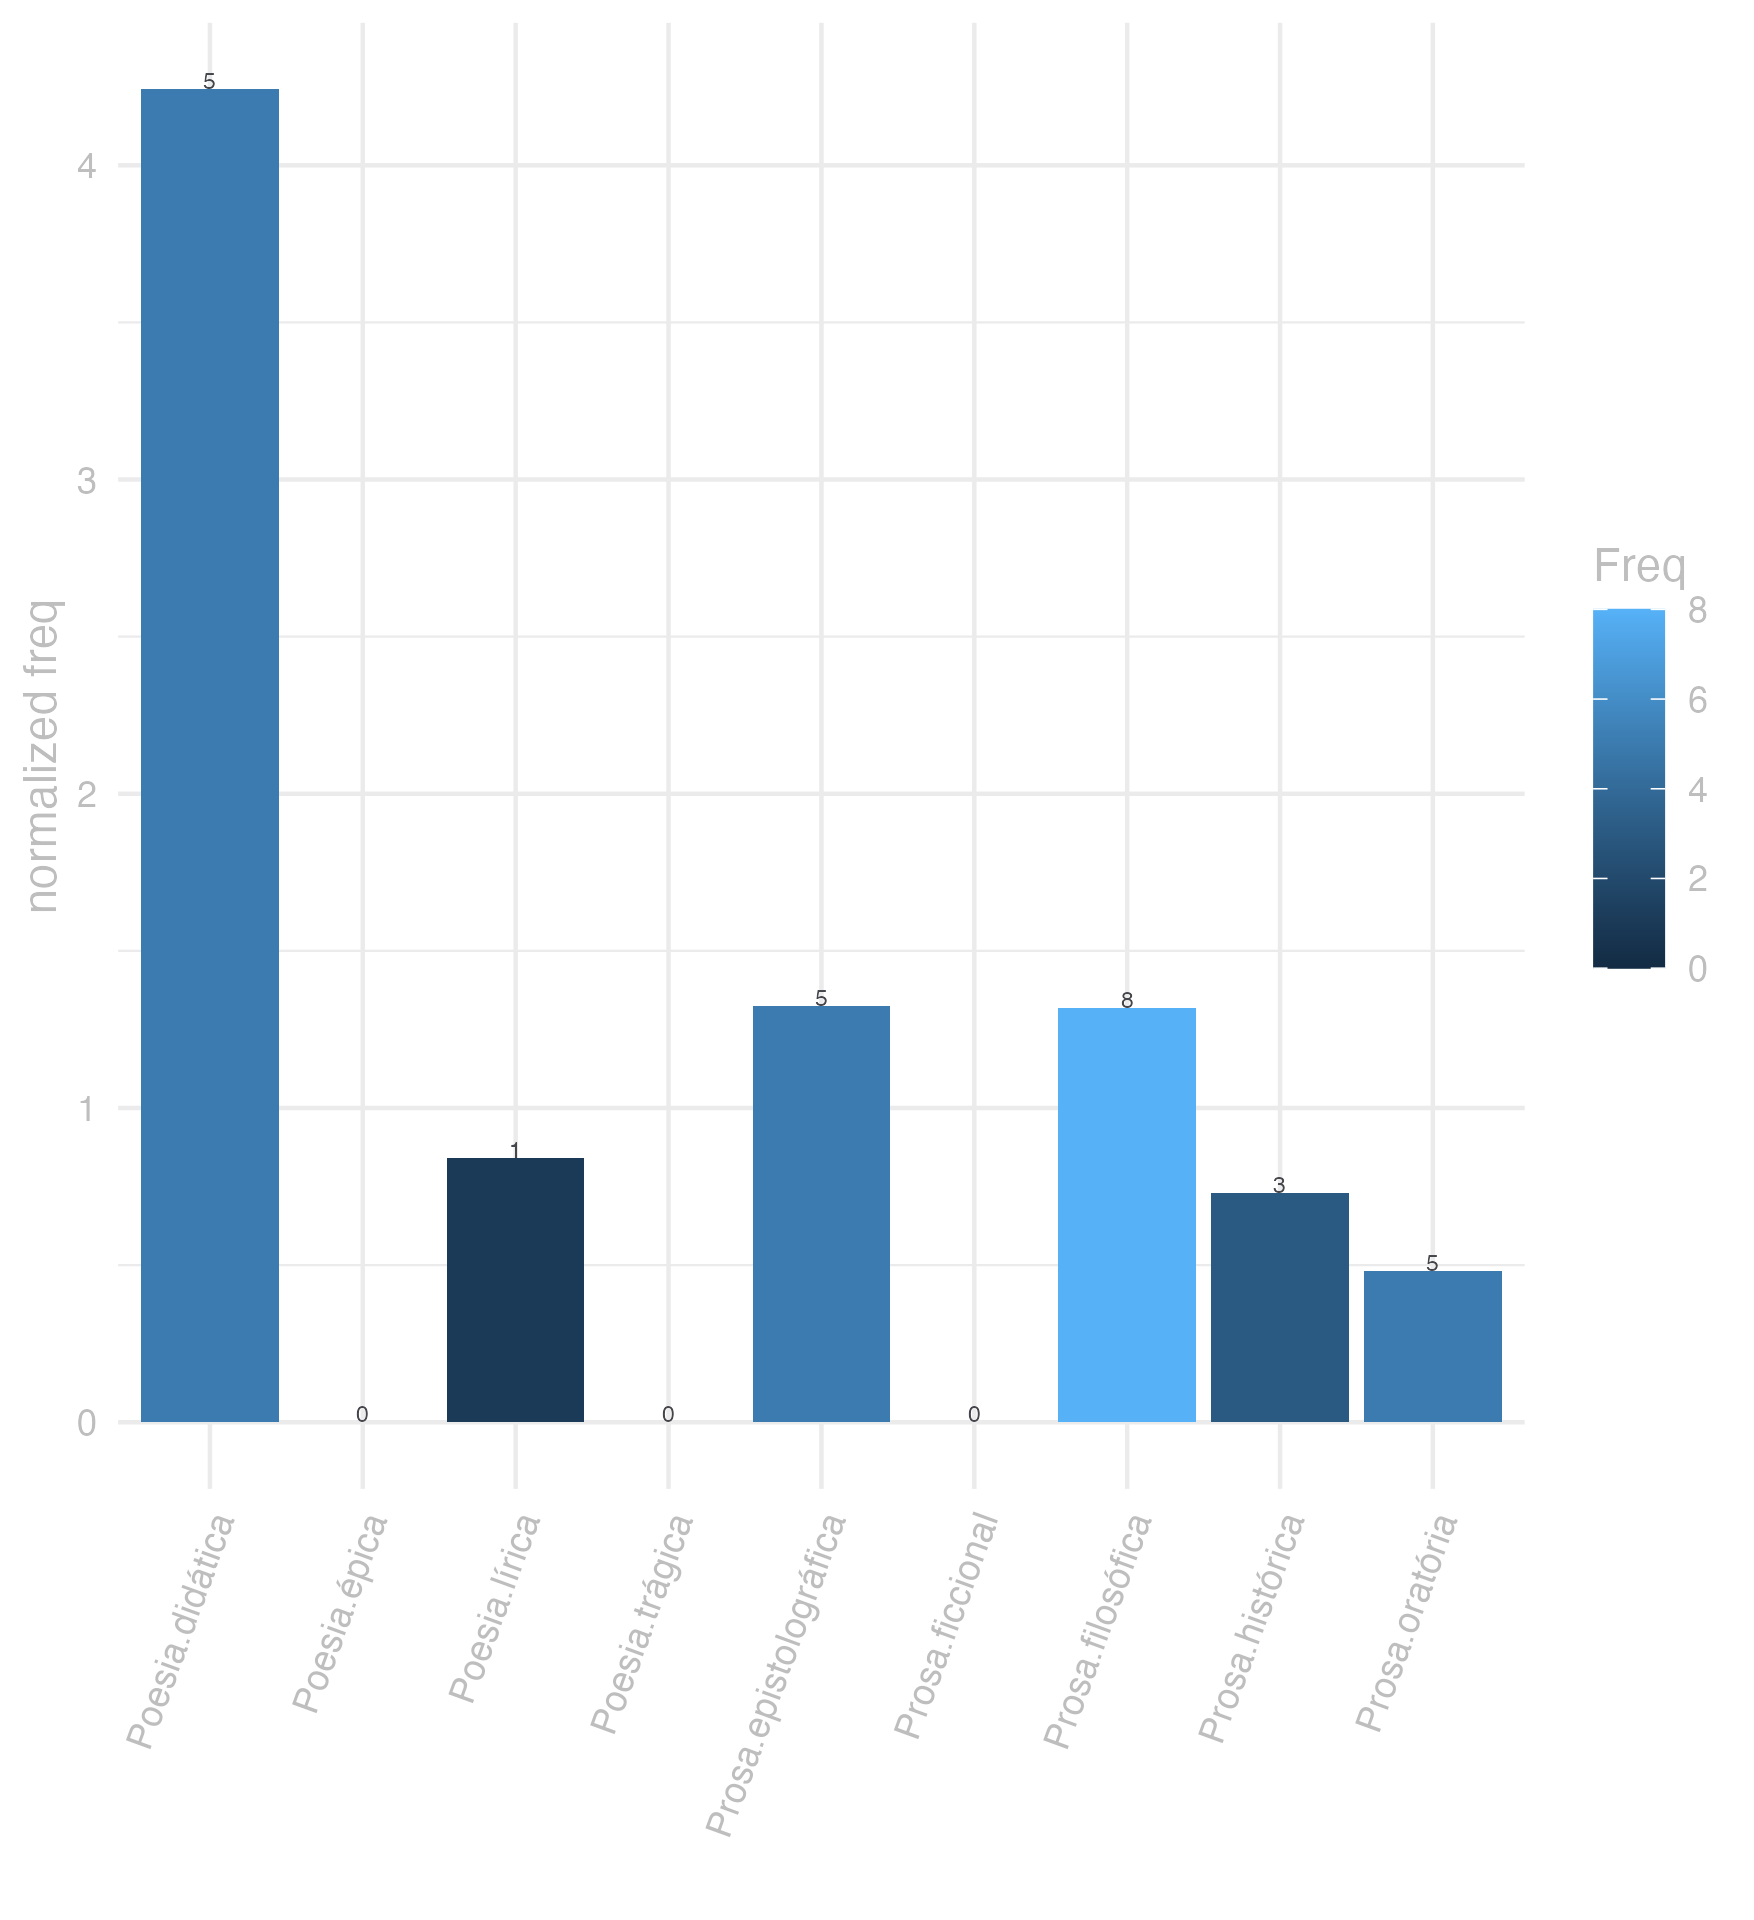 normalized freq
4
3
2
1
0
5
0
1
0
5
0
8
3
5
Poesia.didática
Poesia.épica
Poesia.lírica
Poesia.trágica
Prosa.epistolográfica
Prosa.ficcional
Prosa.filosófica
Prosa.histórica
Prosa.oratória
Freq
8
6
4
2
0